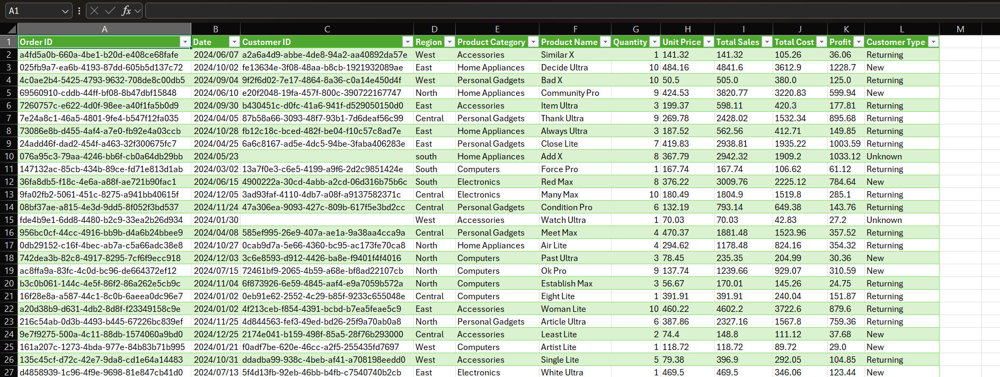 A1 fx
A B C D E F G H I J K L M
1 Order ID Date Customer ID Region Product Category Product Name Quantity Unit Price Total Sales Total Cost Profit Customer Type
2 a4fd5a0b-660a-4be1-b20d-e408ce68fafe 2024/06/07 a2a6a4d9-abbe-4de8-94a2-aa40892da57e West Accessories Similar X 1 141.32 141.32 105.26 36.06 Returning
3 025fb9a7-ea6b-4193-87dd-605b5d137c72 2024/10/02 fe13634e-3f08-48aa-b8cb-1921932089ae East Home Appliances Decide Ultra 10 484.16 4841.6 3612.9 1228.7 New
4 4c0ae2b4-5425-4793-9632-708de8c00db5 2024/09/04 9f2f6d02-7e17-4864-8a36-c0a14e450d4f West Personal Gadgets Bad X 10 50.5 505.0 380.0 125.0 Returning
5 69560910-cddb-44ff-bf08-8b47dbf15848 2024/06/10 e20f2048-19fa-457f-800c-390722167747 North Home Appliances Community Pro 9 424.53 3820.77 3220.83 599.94 New
6 7260757c-e622-4d0f-98ee-a40f1fa5b0d9 2024/09/30 b430451c-d0fc-41a6-941f-d529050150d0 East Accessories Item Ultra 3 199.37 598.11 420.3 177.81 Returning
7 7e24a8c1-46a5-4801-9fe4-b547f12fa035 2024/04/05 87b58a66-3093-48f7-93b1-7d6deaf56c99 Central Personal Gadgets Thank Ultra 9 269.78 2428.02 1532.34 895.68 Returning
8 73086e8b-d455-4af4-a7e0-fb92e4a03ccb 2024/10/28 fb12c18c-bced-482f-be04-f10c57c8ad7e East Home Appliances Always Ultra 3 187.52 562.56 412.71 149.85 Returning
9 24add46f-dad2-454f-a463-32f300675fc7 2024/04/25 6a6c8167-ad5e-4dc5-94be-3faba406283e East Personal Gadgets Close Lite 7 419.83 2938.81 1935.22 1003.59 Returning
10 076a95c3-79aa-4246-bb6f-cb0a64db29bb 2024/05/23 south Home Appliances Add X 8 367.79 2942.32 1909.2 1033.12 Unknown
11 147132ac-85cb-434b-89ce-fd71e813d1ab 2024/03/02 13a7f0e3-c6e5-4199-a9f6-2d2c9851424e South Computers Force Pro 1 167.74 167.74 106.62 61.12 Returning
12 36fa8db5-f18c-4e6a-a88f-ae721b90fac1 2024/06/15 4900222a-30cd-4abb-a2cd-06d316b75b6c South Electronics Red Max 8 376.22 3009.76 2225.12 784.64 New
13 9fa02fb2-5061-451c-8275-a941bb40615f 2024/12/05 3ad93faf-4110-4db7-a08f-a9137582371c Central Electronics Many Max 10 180.49 1804.9 1519.8 285.1 Returning
14 08bf37ae-a815-4e3d-9dd5-8f052f3bd537 2024/11/24 47a306ea-9093-427c-809b-617f5e3bd2cc Central Personal Gadgets Condition Pro 6 132.19 793.14 649.38 143.76 Returning
15 fde4b9e1-6dd8-4480-b2c9-33ea2b26d934 2024/01/30 West Accessories Watch Ultra 1 70.03 70.03 42.83 27.2 Unknown
16 956bc0cf-44cc-4916-bb9b-d4a6b24bbee9 2024/04/08 585ef995-26e9-407a-ae1a-9a38aa4cca9a Central Personal Gadgets Meet Max 4 470.37 1881.48 1523.96 357.52 Returning
17 0db29152-c16f-4bec-ab7a-c5a66adc38e8 2024/10/27 0cab9d7a-5e66-4360-bc95-ac173fe70ca8 North Home Appliances Air Lite 4 294.62 1178.48 824.16 354.32 Returning
18 742dea3b-82c8-4917-8295-7cf6f9ecc918 2024/12/03 3c6e8593-d912-4426-ba8e-f9401f4f4016 North Computers Past Ultra 3 78.45 235.35 204.99 30.36 New
19 ac8ffa9a-83fc-4c0d-bc96-de664372ef12 2024/07/15 72461bf9-2065-4b59-a68e-bf8ad22107cb North Computers Ok Pro 9 137.74 1239.66 929.07 310.59 New
20 b3c0b061-144c-4e5f-86f2-86a262e5cb9c 2024/11/04 6f873926-6e59-4845-aaf4-e9a7059b572a North Computers Establish Max 3 56.67 170.01 145.26 24.75 Returning
21 16f28e8a-a587-44c1-8c0b-6aeea0dc96e7 2024/01/02 0eb91e62-2552-4c29-b85f-9233c655048e Central Computers Eight Lite 1 391.91 391.91 240.04 151.87 Returning
22 a20d38b9-d631-4db2-8d8f-f23349158c9e 2024/01/02 4f213ceb-f854-4391-bcbd-b7ea5feae5c9 East Accessories Woman Lite 10 460.22 4602.2 3722.6 879.6 Returning
23 216c54ab-0d3b-4493-b445-67226bc839ef 2024/11/25 4d844563-fef3-49ed-bd26-25f9a70ab0a8 North Personal Gadgets Article Ultra 6 387.86 2327.16 1567.8 759.36 Returning
24 9e7f9275-500a-4c11-88db-1574060a9bd0 2024/12/25 2174e041-b159-498f-85a5-28f76b293000 Central Accessories Least Lite 2 74.4 148.8 111.12 37.68 New
25 161a207c-1273-4bda-977e-84b83b71b995 2024/01/21 f0adf7be-620e-46cc-a2f5-255435fd7697 West Computers Artist Lite 1 118.72 118.72 89.72 29.0 New
26 135c45cf-d72c-42e7-9da8-cd1e64a14483 2024/10/31 ddadba99-938c-4beb-af41-a708198eedd0 West Accessories Single Lite 5 79.38 396.9 292.05 104.85 Returning
27 d4858939-1c96-4f9e-9698-81e847cb41d0 2024/07/13 5f4d13fb-92eb-46bb-b4fb-c7540740b2cb East Electronics White Ultra 1 469.5 469.5 346.06 123.44 New